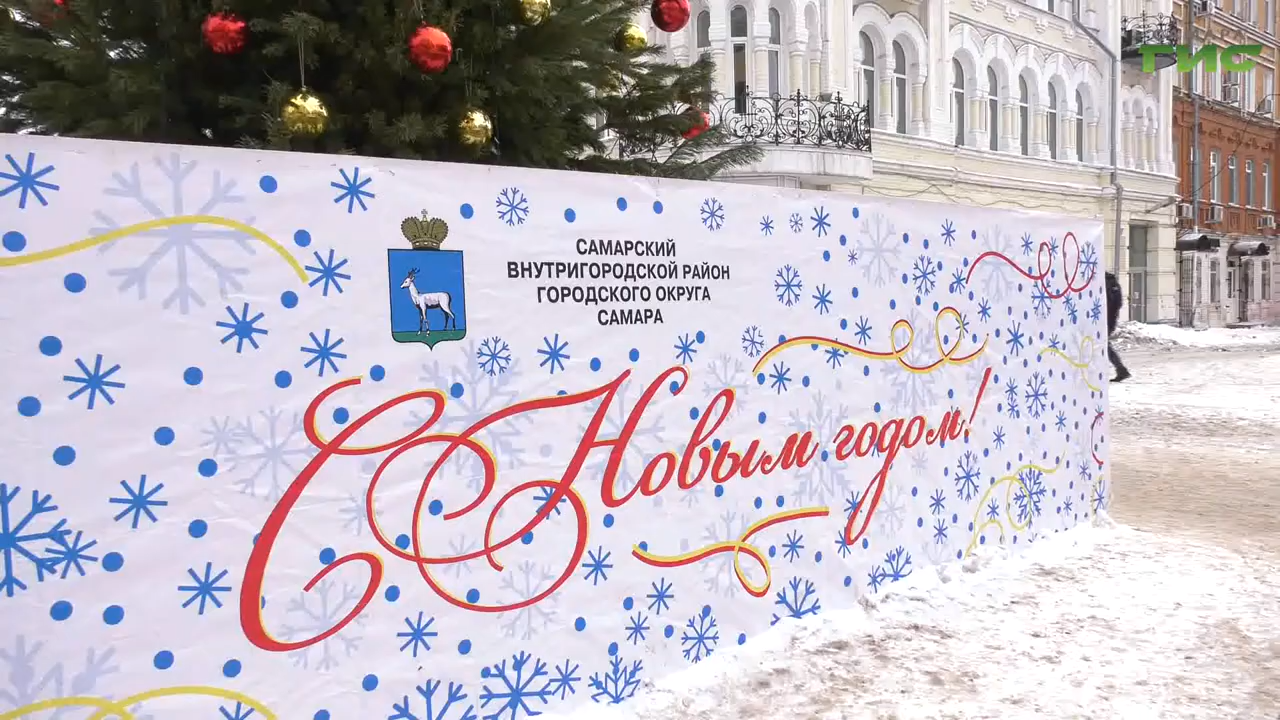 ГИС
САМАРСКИЙ
ВНУТРИГОРОДСКОЙ РАЙОН
ГОРОДСКОГО ОКРУГА
САМАРА
С Новым годом!